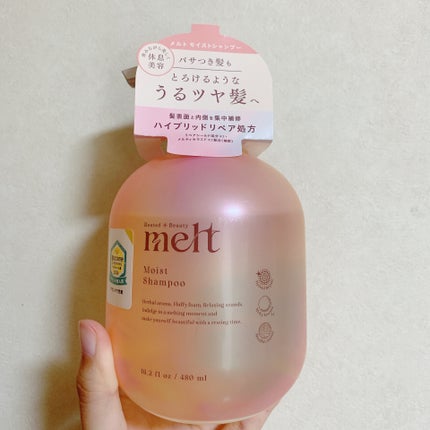 メルト モイストシャンプー
休息
美容
パサつき髪も
とろけるような
うるツヤ髪へ
髪表面と内側を集中補修
ハイブリッドリペア処方
Rested + Beauty
melt
Moist
Shampoo
Herbal aroma, fluffy foam, Relaxing sounds
Indulge in a melting moment and
make yourself beautiful with a resting time.
16.2 fl oz / 480 ml